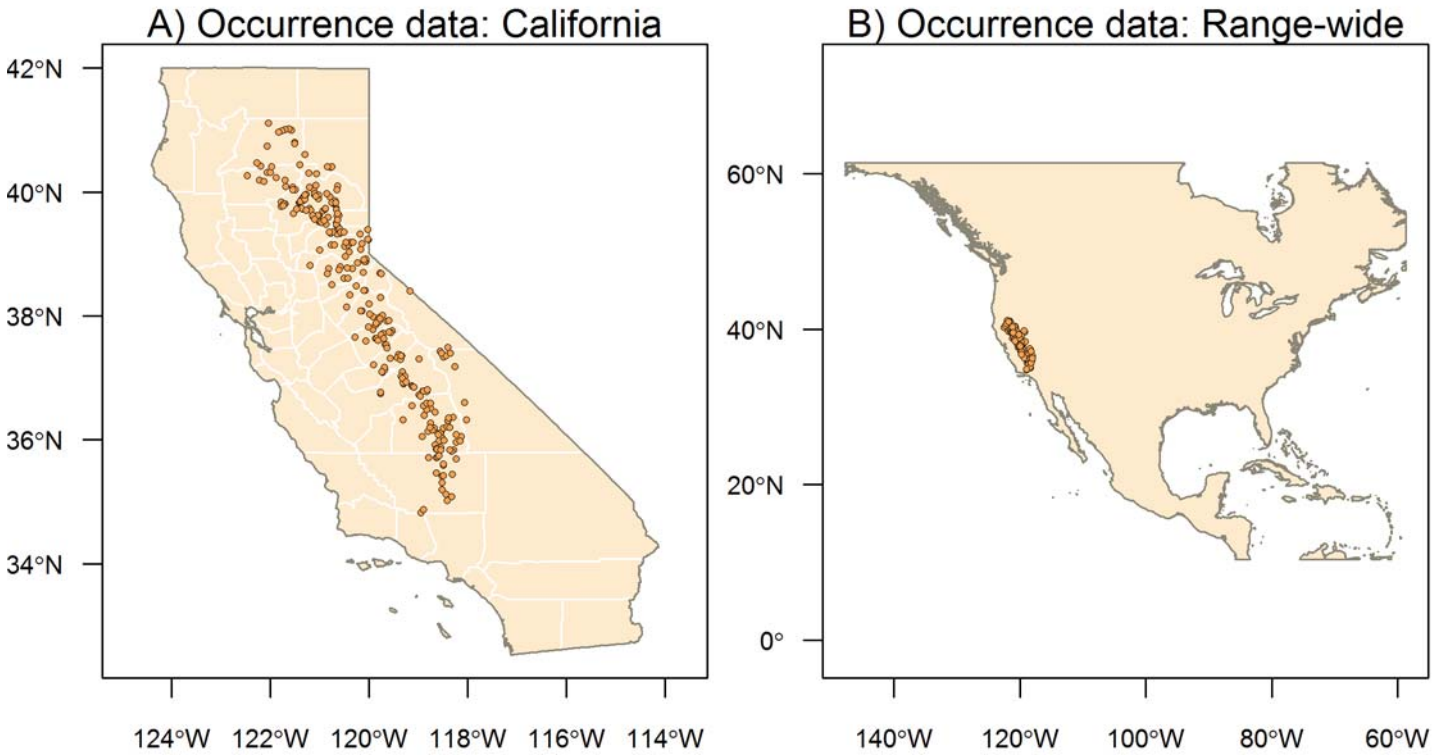 A) Occurrence data: California
42°N
40°N
38°N
36°N
34°N
124°W 122°W 120°W 118°W 116°W 114°W
B) Occurrence data: Range-wide
60°N
40°N
20°N
0°
140°W 120°W 100°W 80°W 60°W